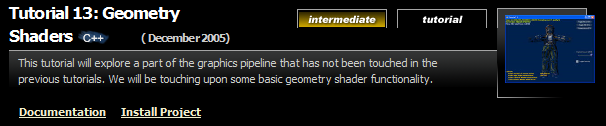 Tutorial 13: Geometry
Shaders C++ ( December 2005)
intermediate tutorial
This tutorial will explore a part of the graphics pipeline that has not been touched in the
previous tutorials. We will be touching upon some basic geometry shader functionality.
Documentation Install Project